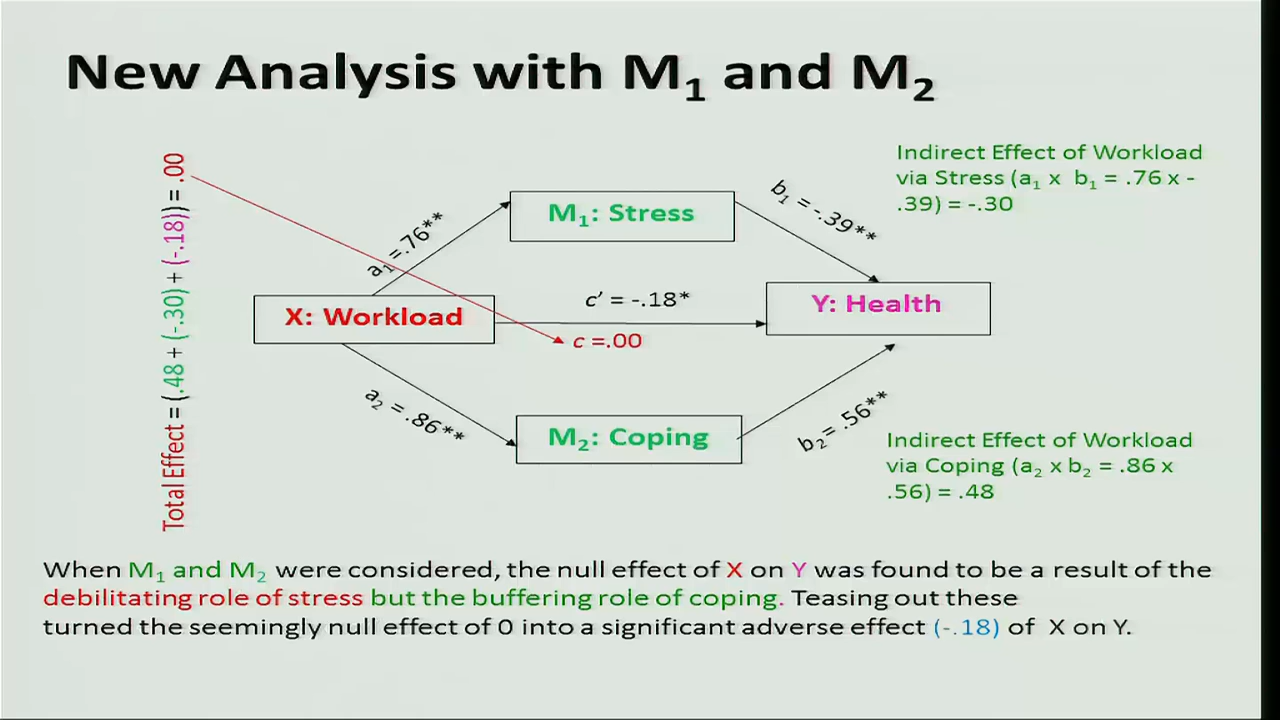 New Analysis with M₁ and M₂
Total Effect = (.48 + (-.30) + (-.18)) = .00
Indirect Effect of Workload
via Stress (a₁ x b₁ = .76 x -
.39) = -.30
a₁ =.76**
M₁: Stress
b₁ = -.39**
X: Workload
c’ = -.18*
c =.00
Y: Health
a₂ = .86**
M₂: Coping
b₂ = .56**
Indirect Effect of Workload
via Coping (a₂ x b₂ = .86 x
.56) = .48
When M₁ and M₂ were considered, the null effect of X on Y was found to be a result of the
debilitating role of stress but the buffering role of coping. Teasing out these
turned the seemingly null effect of 0 into a significant adverse effect (-.18) of X on Y.